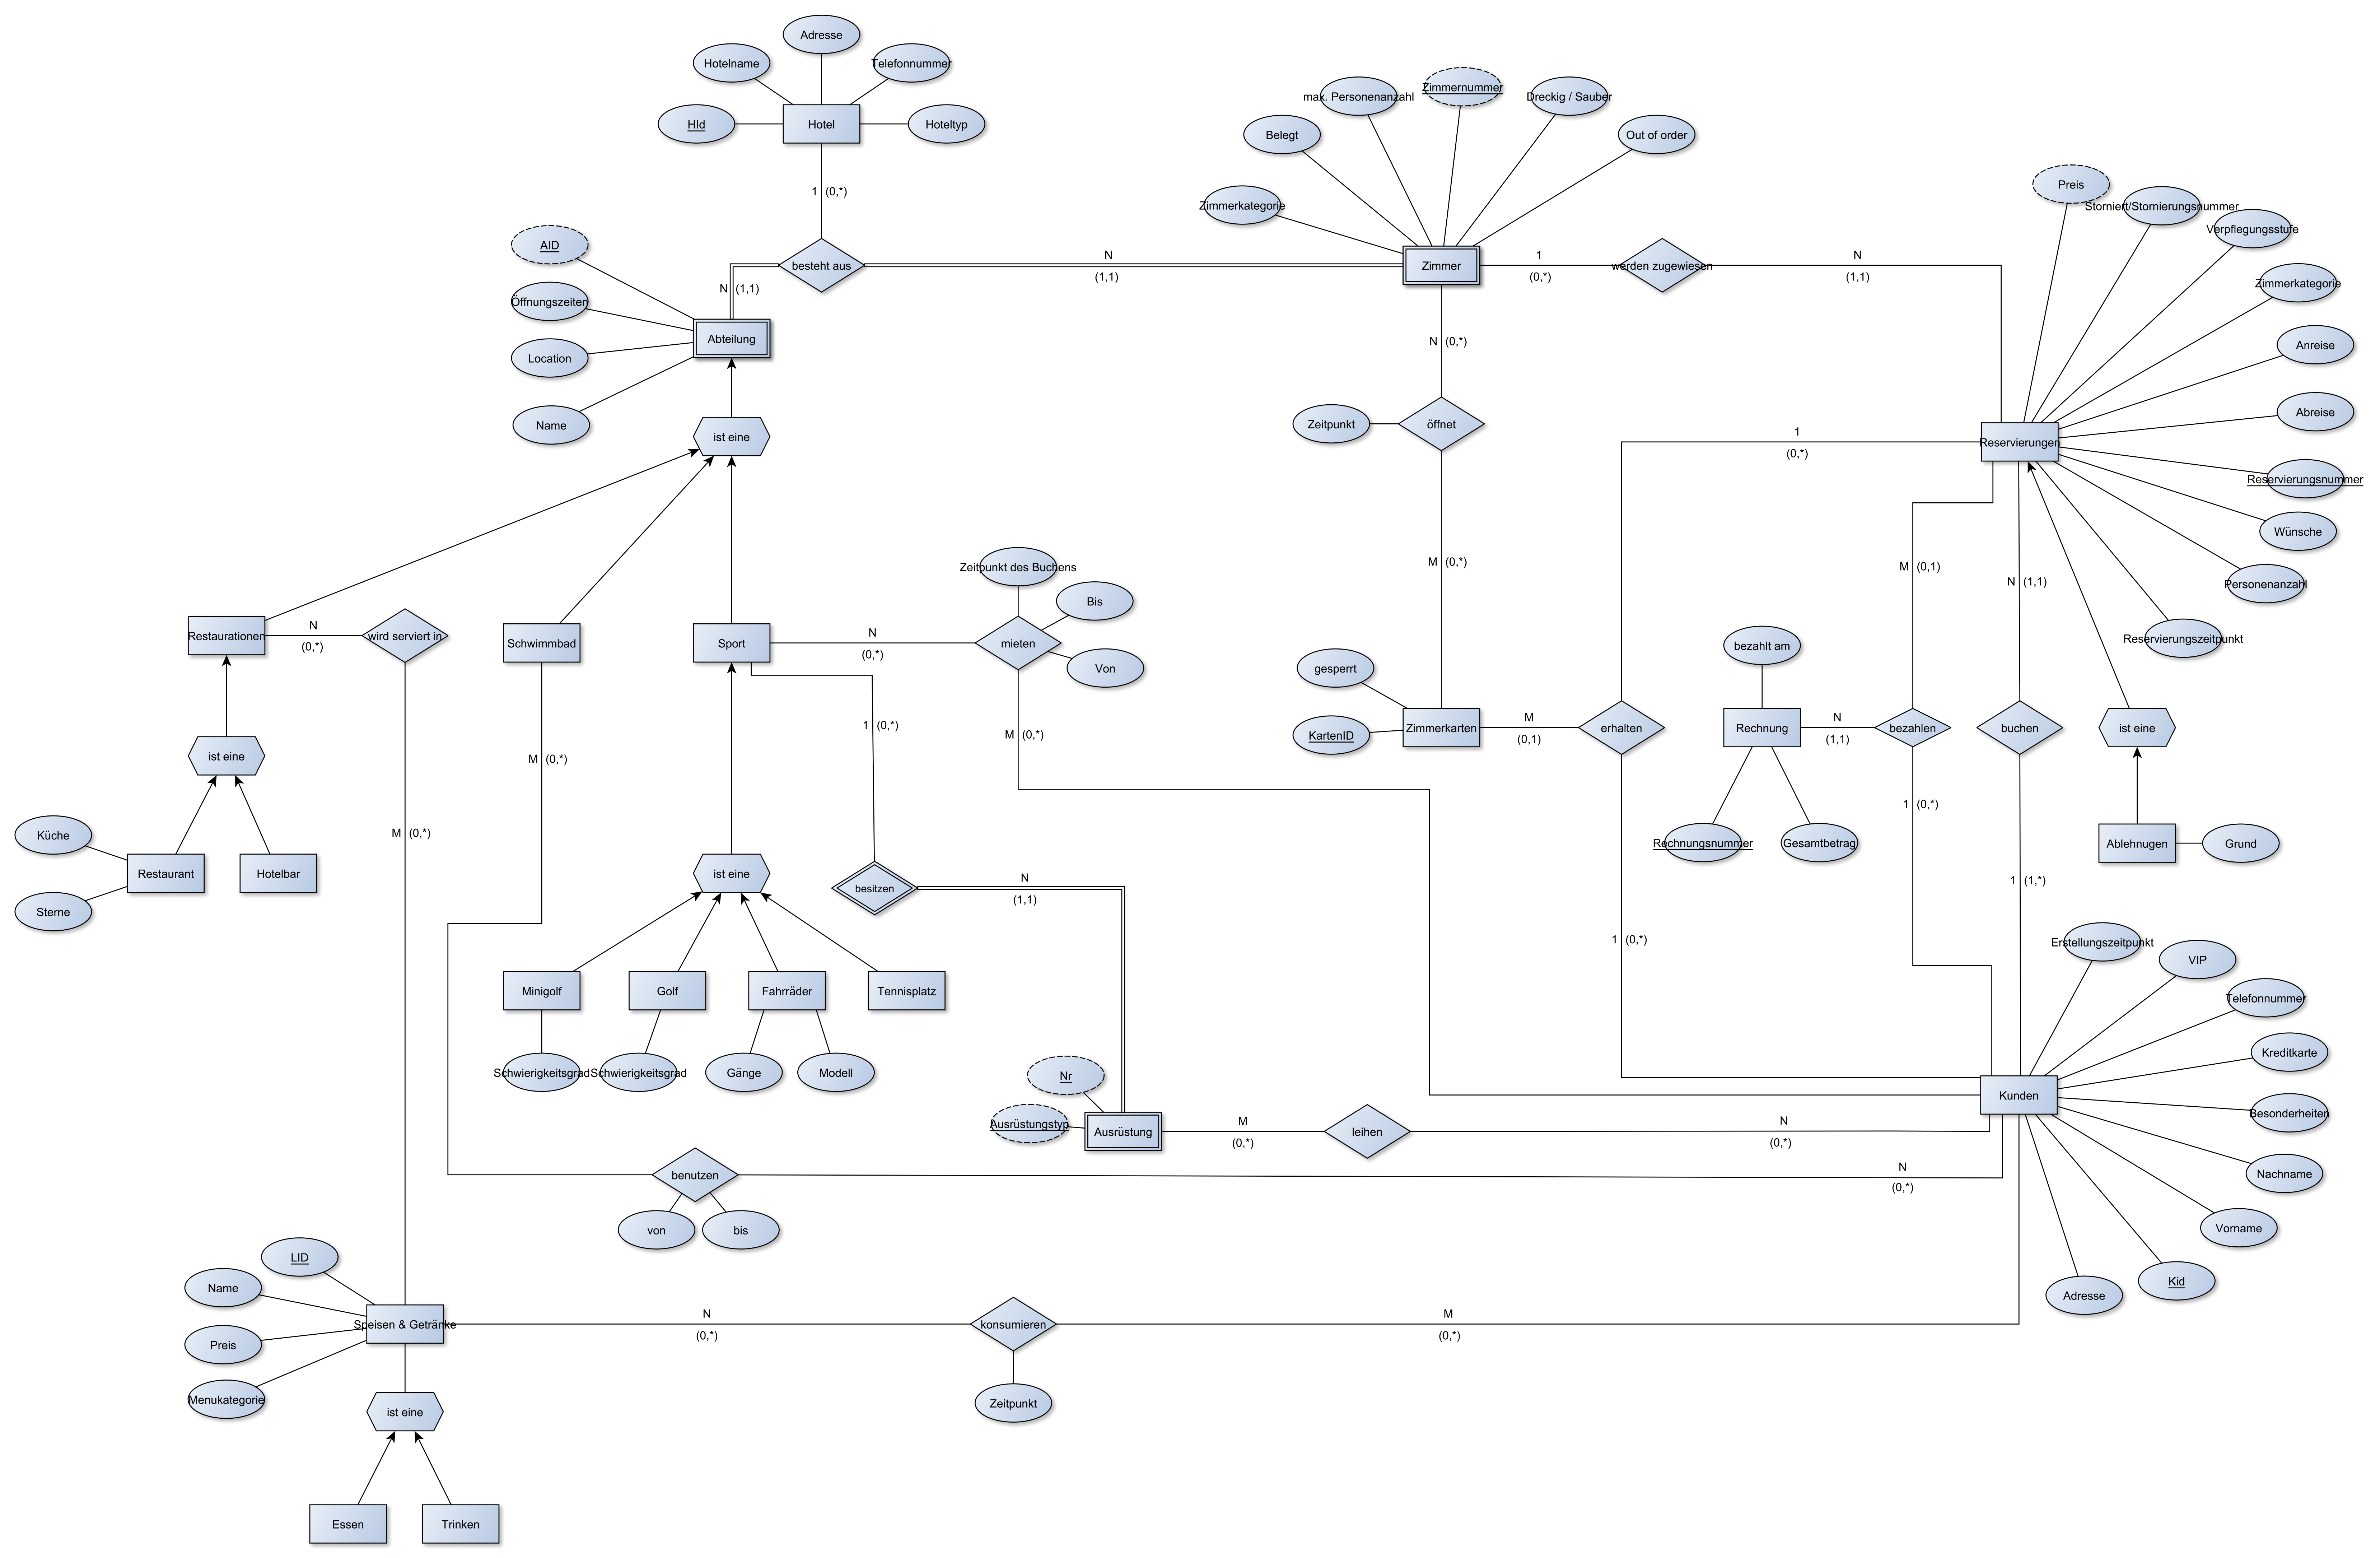 Adresse
Hotelname
Telefonnummer
HId
Hotel
Hoteltyp
1 (0,*)
max. Personenanzahl
Zimmernummer
Dreckig / Sauber
Belegt
Out of order
Zimmerkategorie
Preis
Storniert/Stornierungsnummer
Verpflegungsstufe
Zimmerkategorie
Anreise
Abreise
Reservierungsnummer
Wünsche
Personenanzahl
Reservierungszeitpunkt
AID
Öffnungszeiten
Location
Name
besteht aus
N
(1,1)
N (1,1)
Abteilung
Zimmer
1
(0,*)
werden zugewiesen
N
(1,1)
N (0,*)
Zeitpunkt
öffnet
M (0,*)
1
(0,*)
Reservierungen
ist eine
M (0,1)
N (1,1)
Restaurationen
N
(0,*)
wird serviert in
Schwimmbad
Sport
N
(0,*)
Zeitpunkt des Buchens
Bis
mieten
Von
M (0,*)
1 (0,*)
M (0,*)
gesperrt
KartenID
Zimmerkarten
M
(0,1)
erhalten
bezahlt am
Rechnung
N
(1,1)
bezahlen
buchen
ist eine
Rechnungsnummer
Gesamtbetrag
1 (0,*)
Ablehnugen
Grund
1 (1,*)
ist eine
Küche
Restaurant
Hotelbar
Sterne
M (0,*)
ist eine
besitzen
N
(1,1)
1 (0,*)
Minigolf
Golf
Fahrräder
Tennisplatz
Schwierigkeitsgrad
Schwierigkeitsgrad
Gänge
Modell
Nr
Ausrüstungstyp
Ausrüstung
M
(0,*)
leihen
N
(0,*)
Erstellungszeitpunkt
VIP
Telefonnummer
Kreditkarte
Kunden
Besonderheiten
Nachname
Vorname
Kid
Adresse
benutzen
N
(0,*)
von
bis
LID
Name
Speisen & Getränke
Preis
Menukategorie
N
(0,*)
konsumieren
M
(0,*)
Zeitpunkt
ist eine
Essen
Trinken